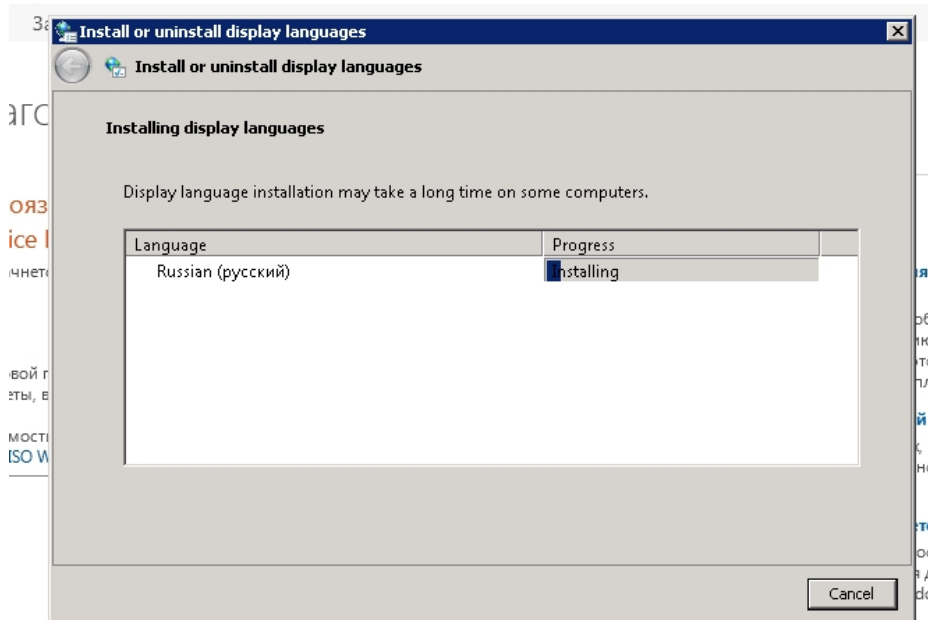 Install or uninstall display languages
Install or uninstall display languages
Installing display languages
Display language installation may take a long time on some computers.
Language Progress
Russian (русский) Installing
ISO
Cancel